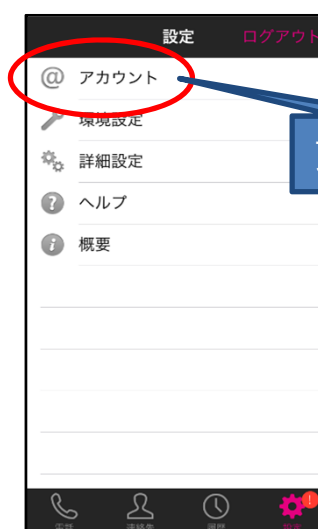 設定 ログアウト
@ アカウント
環境設定
詳細設定
ヘルプ
概要